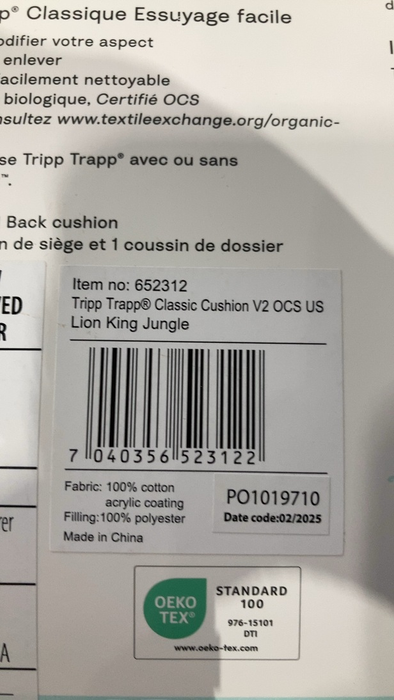 p® Classique Essuyage facile
odifier votre aspect
enlever
acilement nettoyable
biologique, Certifié OCS
nsultez www.textileexchange.org/organic-
se Tripp Trapp® avec ou sans
™.
Back cushion
n de siège et 1 coussin de dossier
ED
R
Item no: 652312
Tripp Trapp® Classic Cushion V2 OCS US
Lion King Jungle
7 040356 523122
Fabric: 100% cotton
acrylic coating
Filling:100% polyester
Made in China
PO1019710
Date code:02/2025
rer
A
OEKO
TEX®
STANDARD
100
976-15101
DTI
www.oeko-tex.com